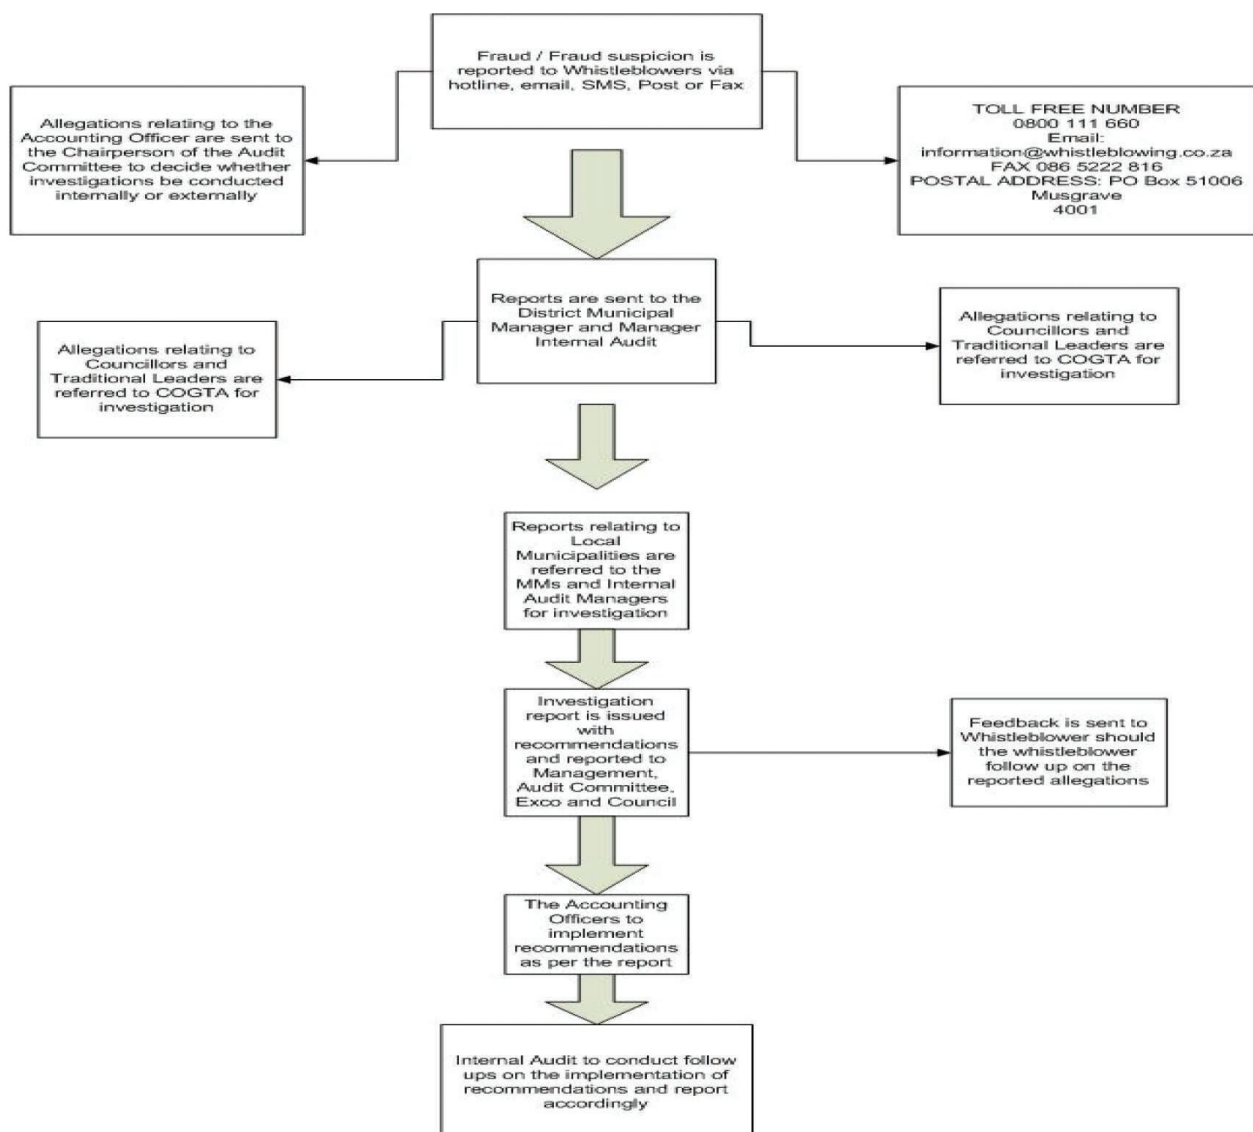 Fraud / Fraud suspicion is
reported to Whistleblowers via
hotline, email, SMS, Post or Fax
Allegations relating to the
Accounting Officer are sent to
the Chairperson of the Audit
Committee to decide whether
investigations be conducted
internally or externally
TOLL FREE NUMBER
0800 111 660
Email:
information@whistleblowing.co.za
FAX 086 5222 816
POSTAL ADDRESS: PO Box 51006
Musgrave
4001
Reports are sent to the
District Municipal
Manager and Manager
Internal Audit
Allegations relating to
Councillors and
Traditional Leaders are
referred to COGTA for
investigation
Allegations relating to
Councillors and
Traditional Leaders are
referred to COGTA for
investigation
Reports relating to
Local
Municipalities are
referred to the
MMs and Internal
Audit Managers
for investigation
Investigation
report is issued
with
recommendations
and reported to
Management,
Audit Committee,
Exco and Council
Feedback is sent to
Whistleblower should
the whistleblower
follow up on the
reported allegations
The Accounting
Officers to
implement
recommendations
as per the report
Internal Audit to conduct follow
ups on the implementation of
recommendations and report
accordingly